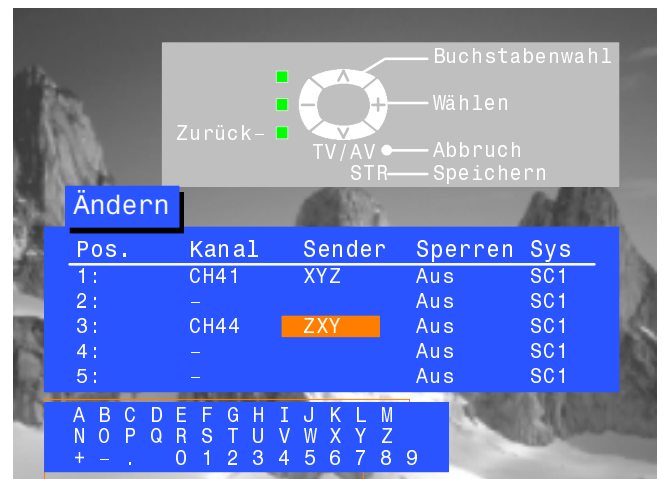 Buchstabenwahl
– + Wählen
Zurück–
TV/AV Abbruch
STR Speichern
Ändern
Pos. Kanal Sender Sperren Sys
1: CH41 XYZ Aus SC1
2: – Aus SC1
3: CH44 ZXY Aus SC1
4: – Aus SC1
5: – Aus SC1
A B C D E F G H I J K L M
N O P Q R S T U V W X Y Z
+ – . 0 1 2 3 4 5 6 7 8 9